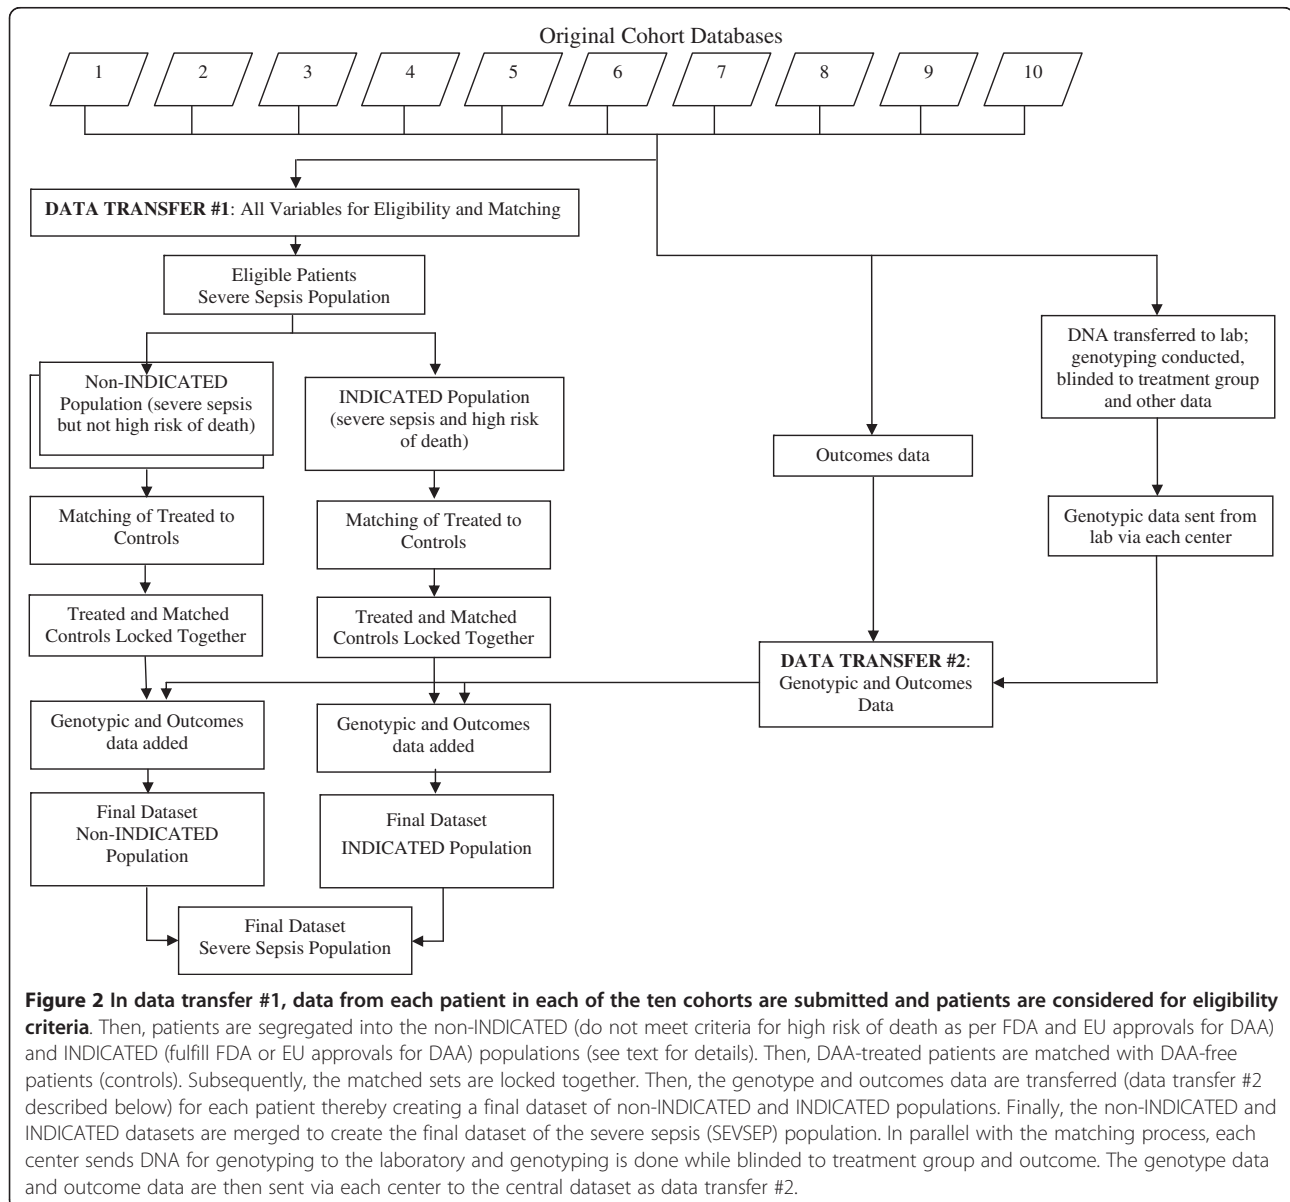 Original Cohort Databases
1 2 3 4 5 6 7 8 9 10
DATA TRANSFER #1: All Variables for Eligibility and Matching
Eligible Patients
Severe Sepsis Population
Non-INDICATED
Population (severe sepsis
but not high risk of death)
INDICATED Population
(severe sepsis and high risk
of death)
DNA transferred to lab;
genotyping conducted,
blinded to treatment group
and other data
Outcomes data
Matching of Treated to
Controls
Matching of Treated to
Controls
Genotypic data sent from
lab via each center
Treated and Matched
Controls Locked Together
Treated and Matched
Controls Locked Together
DATA TRANSFER #2:
Genotypic and Outcomes
Data
Genotypic and Outcomes
data added
Genotypic and Outcomes
data added
Final Dataset
Non-INDICATED
Population
Final Dataset
INDICATED Population
Final Dataset
Severe Sepsis Population
Figure 2 In data transfer #1, data from each patient in each of the ten cohorts are submitted and patients are considered for eligibility
criteria. Then, patients are segregated into the non-INDICATED (do not meet criteria for high risk of death as per FDA and EU approvals for DAA)
and INDICATED (fulfill FDA or EU approvals for DAA) populations (see text for details). Then, DAA-treated patients are matched with DAA-free
patients (controls). Subsequently, the matched sets are locked together. Then, the genotype and outcomes data are transferred (data transfer #2
described below) for each patient thereby creating a final dataset of non-INDICATED and INDICATED populations. Finally, the non-INDICATED and
INDICATED datasets are merged to create the final dataset of the severe sepsis (SEVSEP) population. In parallel with the matching process, each
center sends DNA for genotyping to the laboratory and genotyping is done while blinded to treatment group and outcome. The genotype data
and outcome data are then sent via each center to the central dataset as data transfer #2.